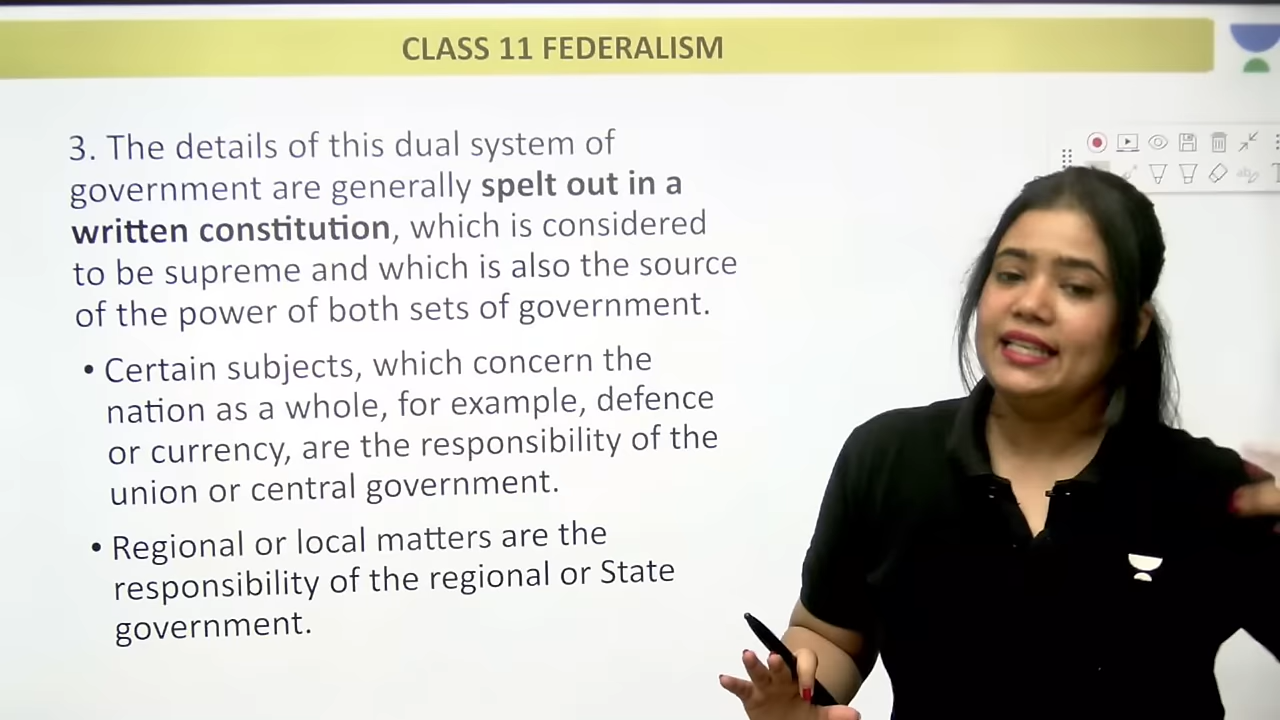 CLASS 11 FEDERALISM
3. The details of this dual system of
government are generally spelt out in a
written constitution, which is considered
to be supreme and which is also the source
of the power of both sets of government.
• Certain subjects, which concern the
nation as a whole, for example, defence
or currency, are the responsibility of the
union or central government.
• Regional or local matters are the
responsibility of the regional or State
government.